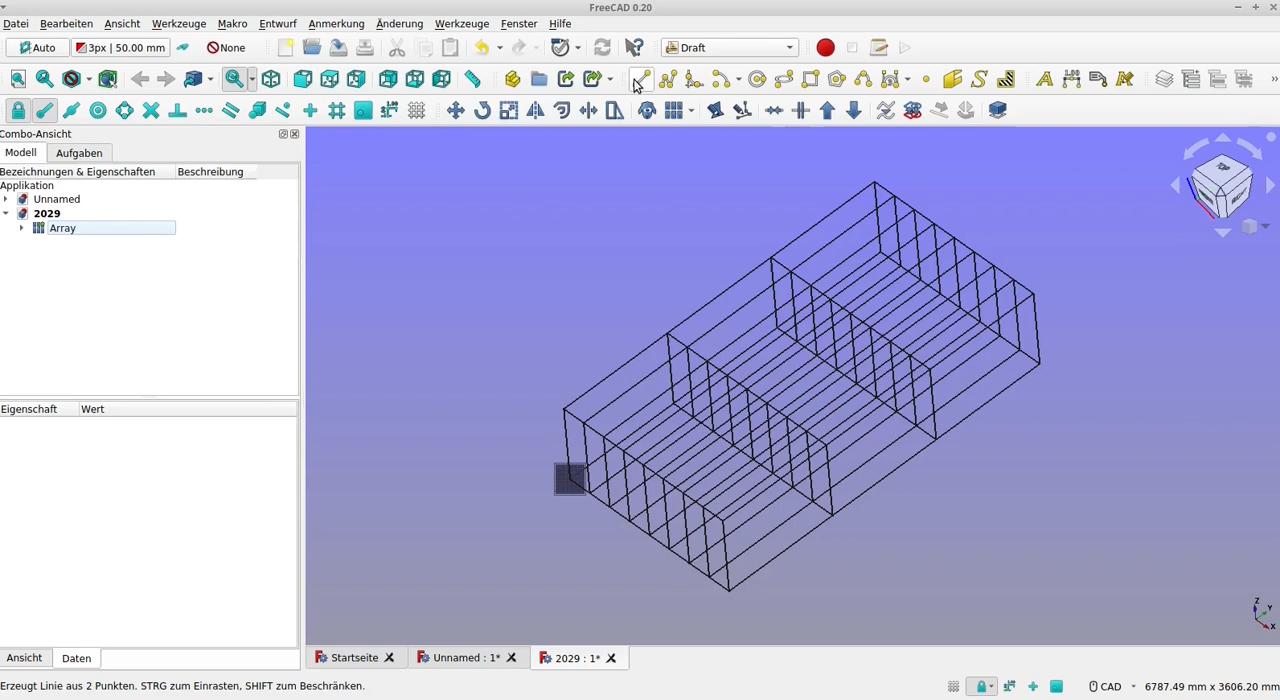 FreeCAD 0.20
Datei Bearbeiten Ansicht Werkzeuge Makro Kontrolle Entwurf Anmerkung Änderung Werkzeuge Fenster Hilfe
Auto 3px | 50.00 mm None Draft
Combo-Ansicht
Modell Aufgaben
Bezeichnungen & Eigenschaften Beschreibung
Applikation
Unnamed
2029
Array
Eigenschaft Wert
Z
Y
X
Ansicht Daten
Startseite Unnamed : 1* 2029 : 1*
Erzeugt Linie aus 2 Punkten. STRG zum Einrasten, SHIFT zum Beschränken. CAD 6787.49 mm x 3606.20 mm